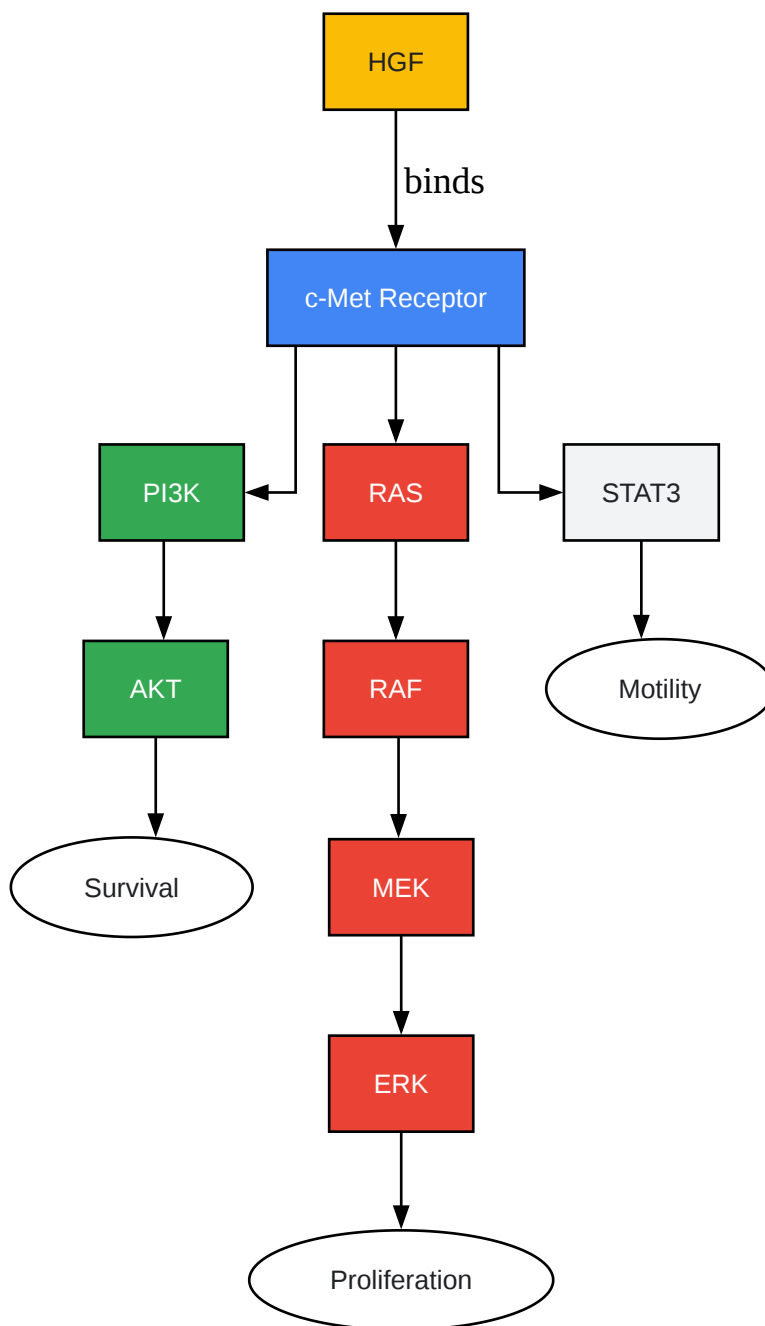 HGF
binds
c-Met Receptor
PI3K
RAS
STAT3
AKT
RAF
Motility
Survival
MEK
ERK
Proliferation